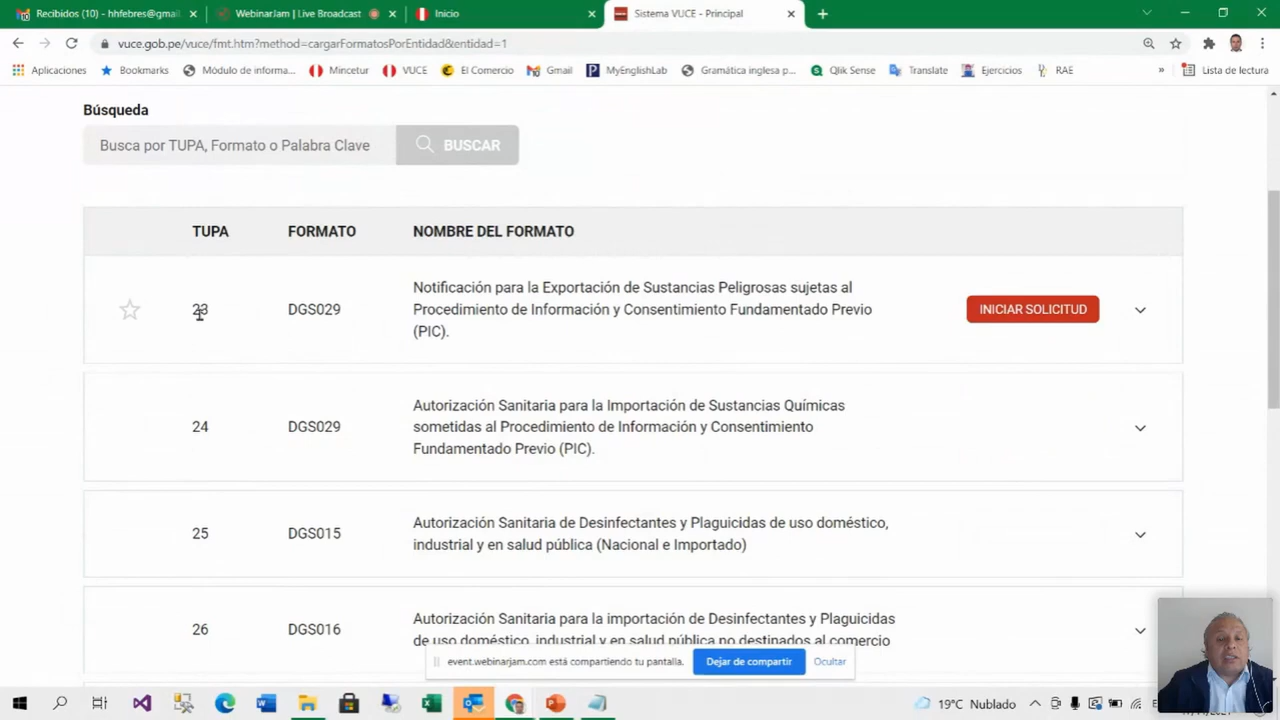 Recibidos (10) - hhfebres@gmail
WebinarJam | Live Broadcast
Inicio
Sistema VUCE - Principal
vuce.gob.pe/vuce/fmt.htm?method=cargarFormatosPorEntidad&entidad=1
Aplicaciones
Bookmarks
Módulo de informa...
Mincetur
VUCE
El Comercio
Gmail
MyEnglishLab
Gramática inglesa p...
Qlik Sense
Translate
Ejercicios
RAE
»
Lista de lectura
Búsqueda
Busca por TUPA, Formato o Palabra Clave
BUSCAR
TUPA FORMATO NOMBRE DEL FORMATO
Notificación para la Exportación de Sustancias Peligrosas sujetas al
23 DGS029 Procedimiento de Información y Consentimiento Fundamentado Previo INICIAR SOLICITUD
(PIC).
Autorización Sanitaria para la Importación de Sustancias Químicas
24 DGS029 sometidas al Procedimiento de Información y Consentimiento
Fundamentado Previo (PIC).
Autorización Sanitaria de Desinfectantes y Plaguicidas de uso doméstico,
25 DGS015
industrial y en salud pública (Nacional e Importado)
Autorización Sanitaria para la importación de Desinfectantes y Plaguicidas
26 DGS016
de uso doméstico, industrial y en salud pública no destinados al comercio
event.webinarjam.com está compartiendo tu pantalla.
Dejar de compartir
Ocultar
19°C Nublado